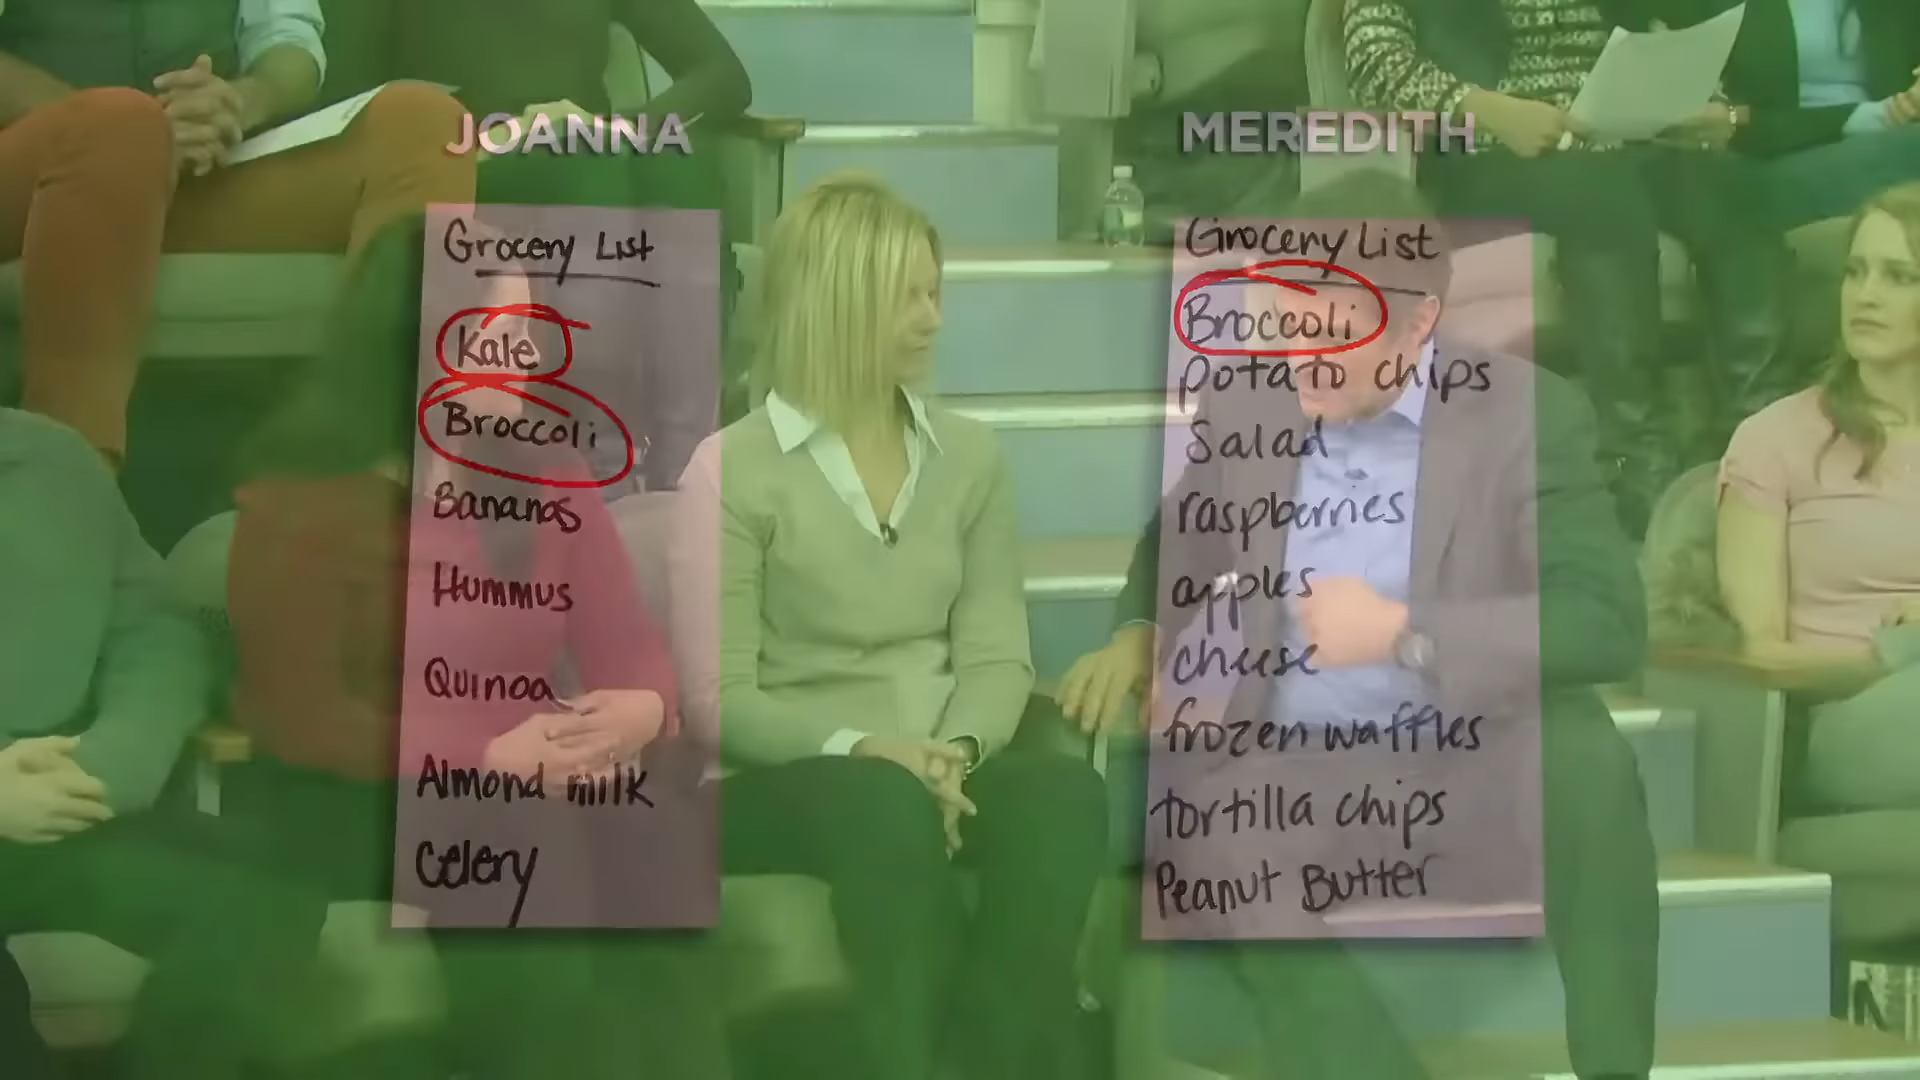 JOANNA
Grocery List
Kale
Broccoli
Bananas
Hummus
Quinoa
Almond milk
Celery
MEREDITH
Grocery List
Broccoli
potato chips
Salad
raspberries
apples
cheese
frozen waffles
tortilla chips
Peanut Butter